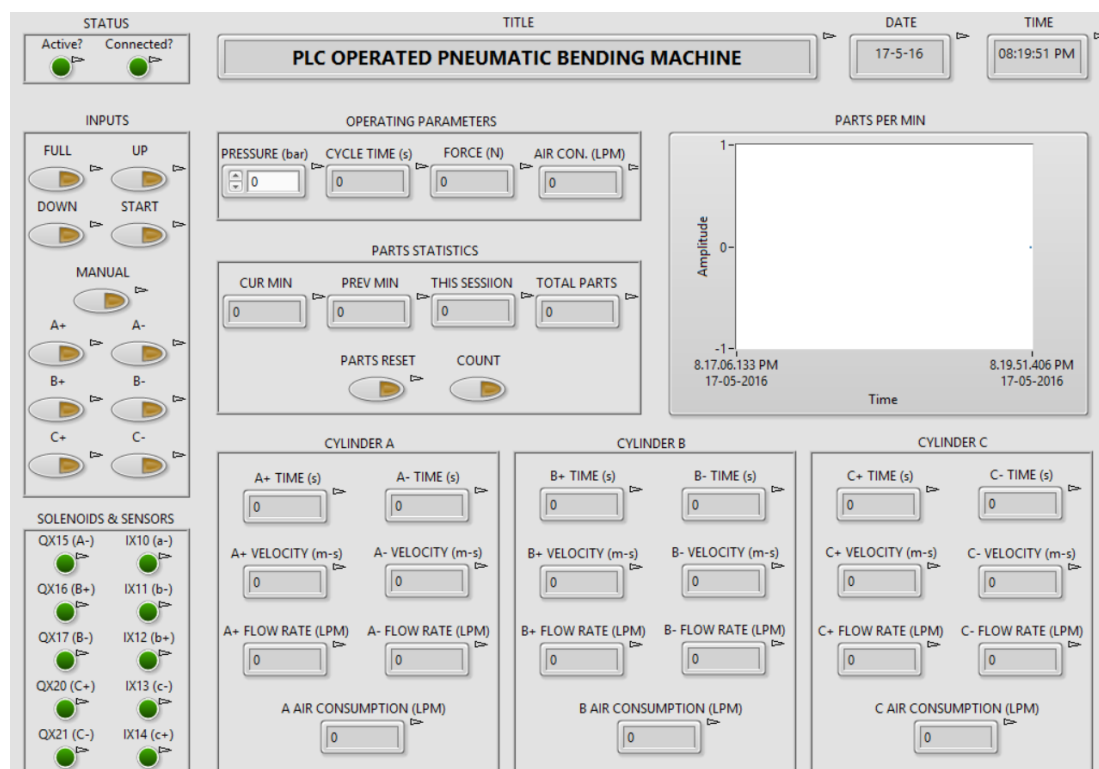 STATUS
Active? Connected?
TITLE
PLC OPERATED PNEUMATIC BENDING MACHINE
DATE
17-5-16
TIME
08:19:51 PM
INPUTS
FULL UP
DOWN START
MANUAL
A+ A-
B+ B-
C+ C-
OPERATING PARAMETERS
PRESSURE (bar) CYCLE TIME (s) FORCE (N) AIR CON. (LPM)
0 0 0 0
PARTS STATISTICS
CUR MIN PREV MIN THIS SESSIION TOTAL PARTS
0 0 0 0
PARTS RESET COUNT
PARTS PER MIN
1
0
-1
Amplitude
8.17.06.133 PM 8.19.51.406 PM
17-05-2016 17-05-2016
Time
SOLENOIDS & SENSORS
QX15 (A-) IX10 (a-)
QX16 (B+) IX11 (b-)
QX17 (B-) IX12 (b+)
QX20 (C+) IX13 (c-)
QX21 (C-) IX14 (c+)
CYLINDER A
A+ TIME (s) A- TIME (s)
0 0
A+ VELOCITY (m-s) A- VELOCITY (m-s)
0 0
A+ FLOW RATE (LPM) A- FLOW RATE (LPM)
0 0
A AIR CONSUMPTION (LPM)
0
CYLINDER B
B+ TIME (s) B- TIME (s)
0 0
B+ VELOCITY (m-s) B- VELOCITY (m-s)
0 0
B+ FLOW RATE (LPM) B- FLOW RATE (LPM)
0 0
B AIR CONSUMPTION (LPM)
0
CYLINDER C
C+ TIME (s) C- TIME (s)
0 0
C+ VELOCITY (m-s) C- VELOCITY (m-s)
0 0
C+ FLOW RATE (LPM) C- FLOW RATE (LPM)
0 0
C AIR CONSUMPTION (LPM)
0